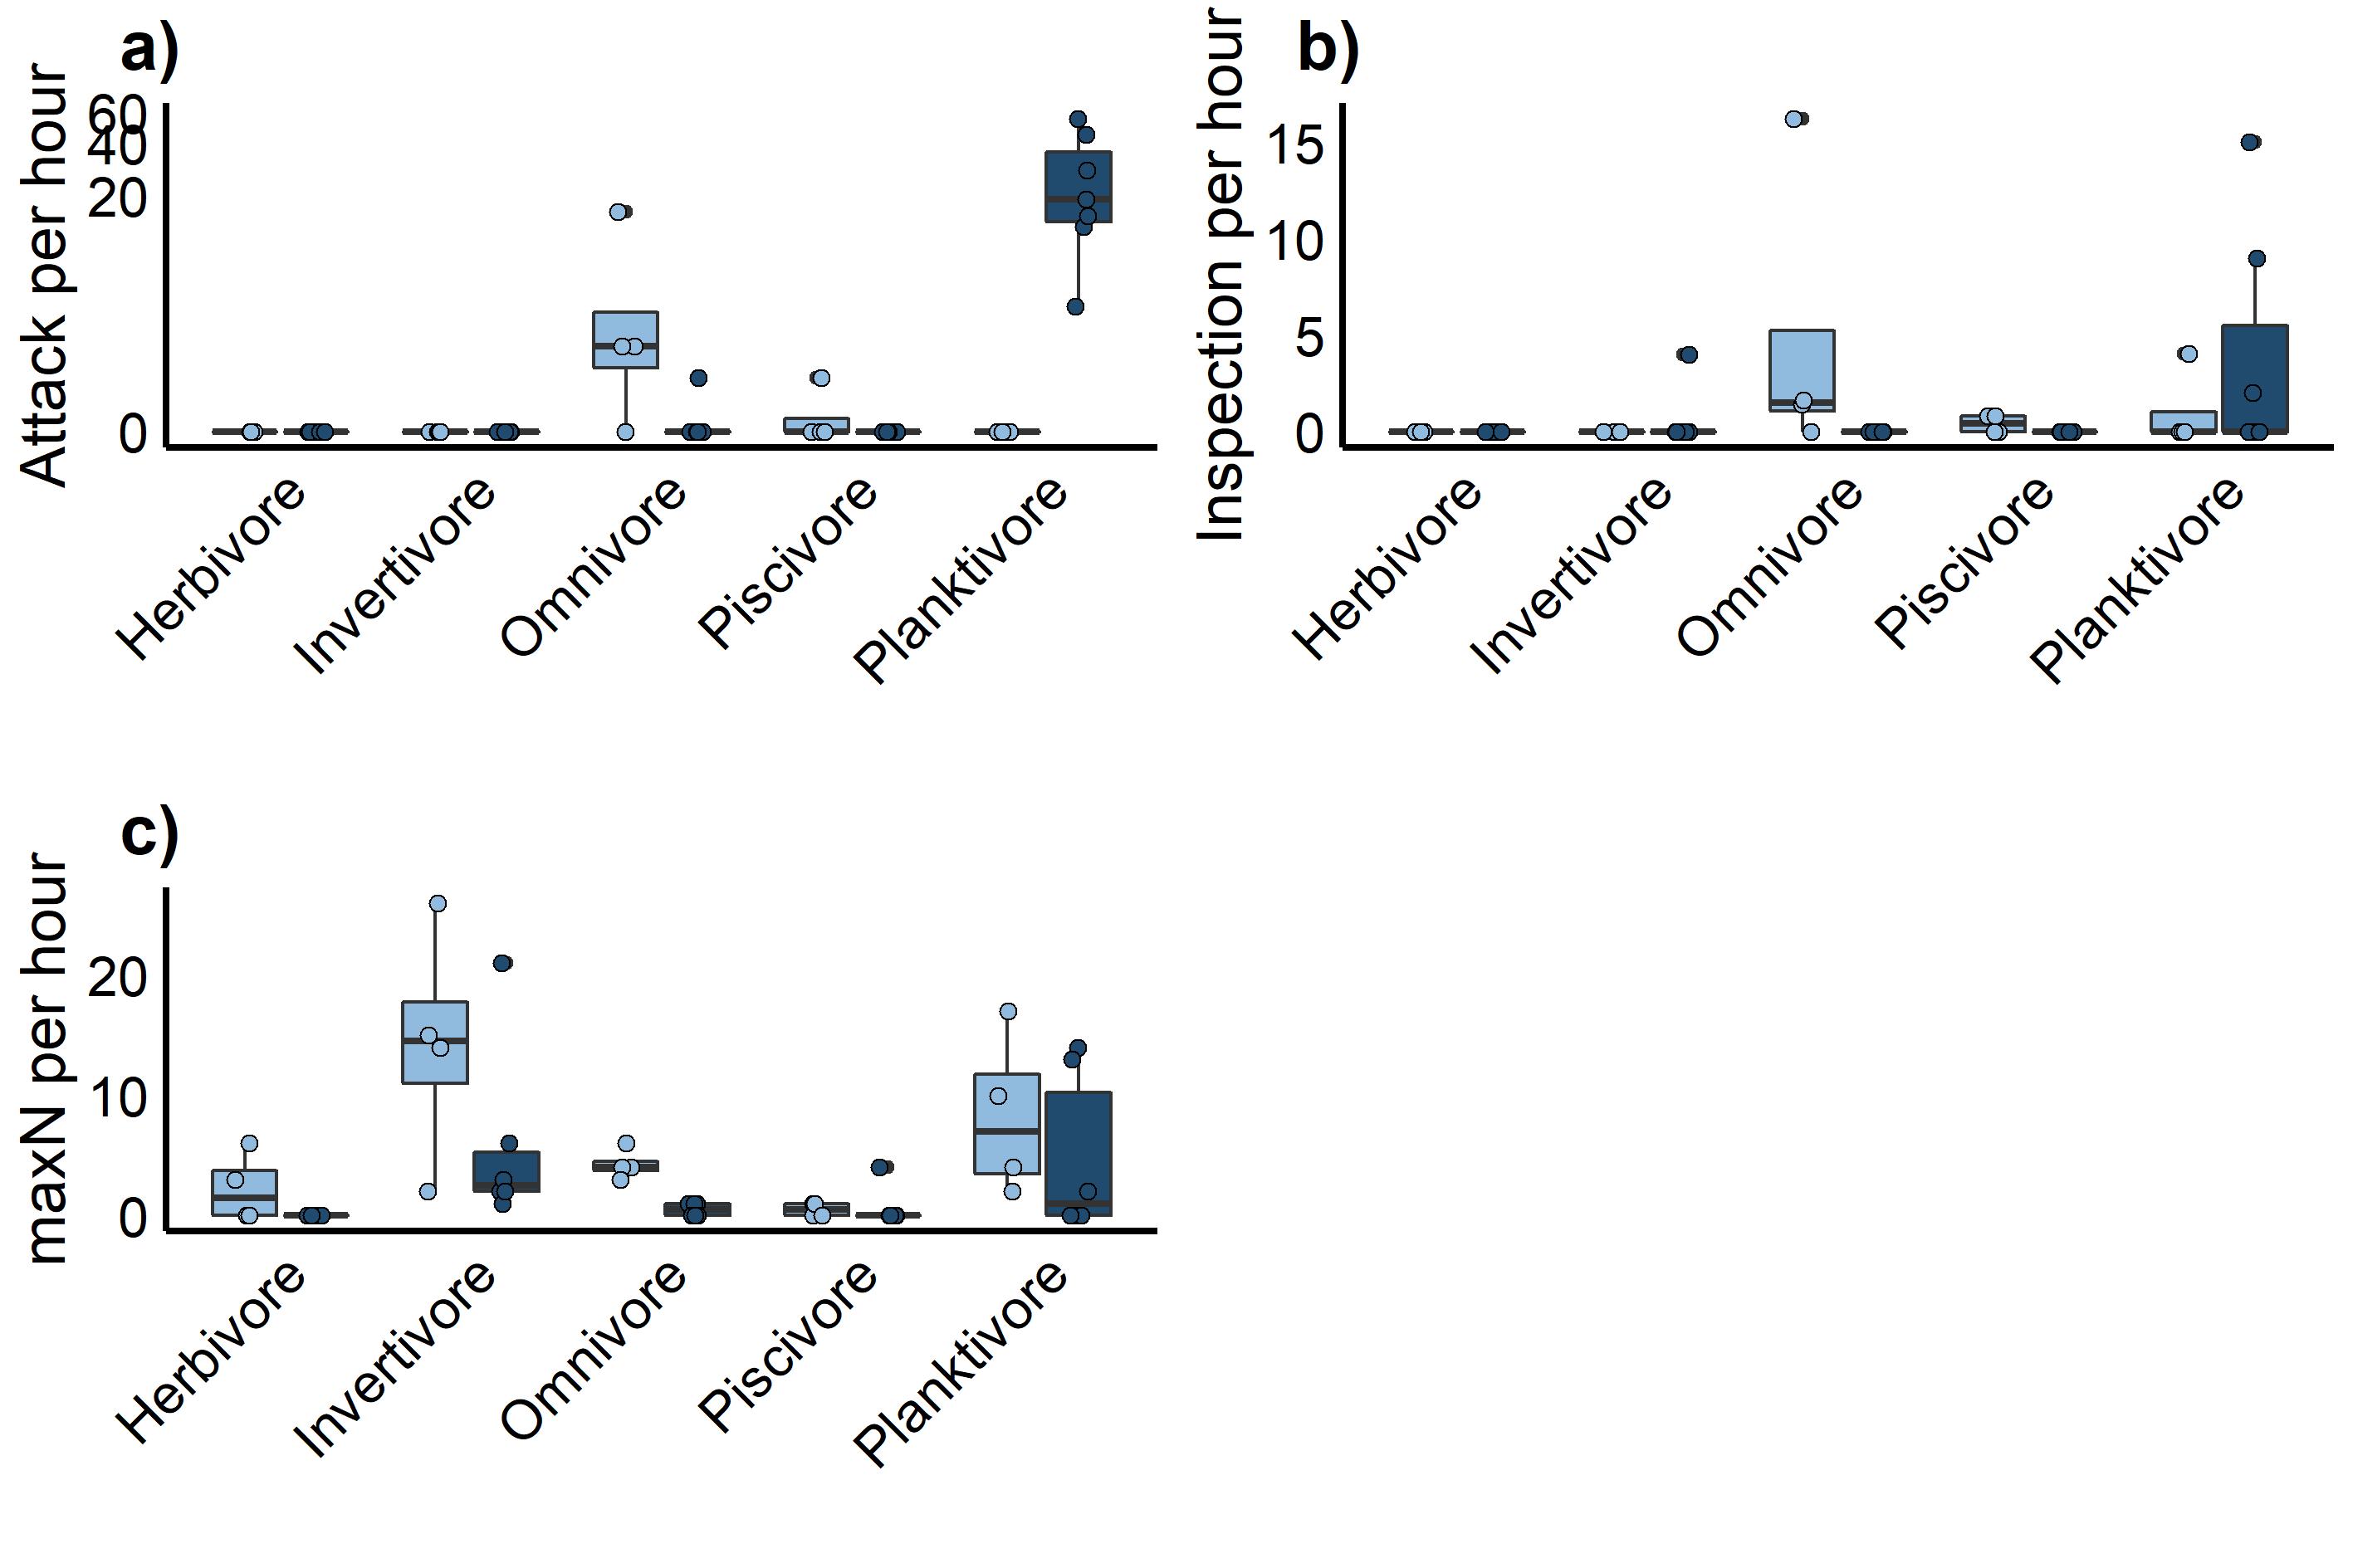 a)
Attack per hour
60
40
20
0
Herbivore
Invertivore
Omnivore
Piscivore
Planktivore
b)
Inspection per hour
15
10
5
0
Herbivore
Invertivore
Omnivore
Piscivore
Planktivore
c)
maxN per hour
20
10
0
Herbivore
Invertivore
Omnivore
Piscivore
Planktivore